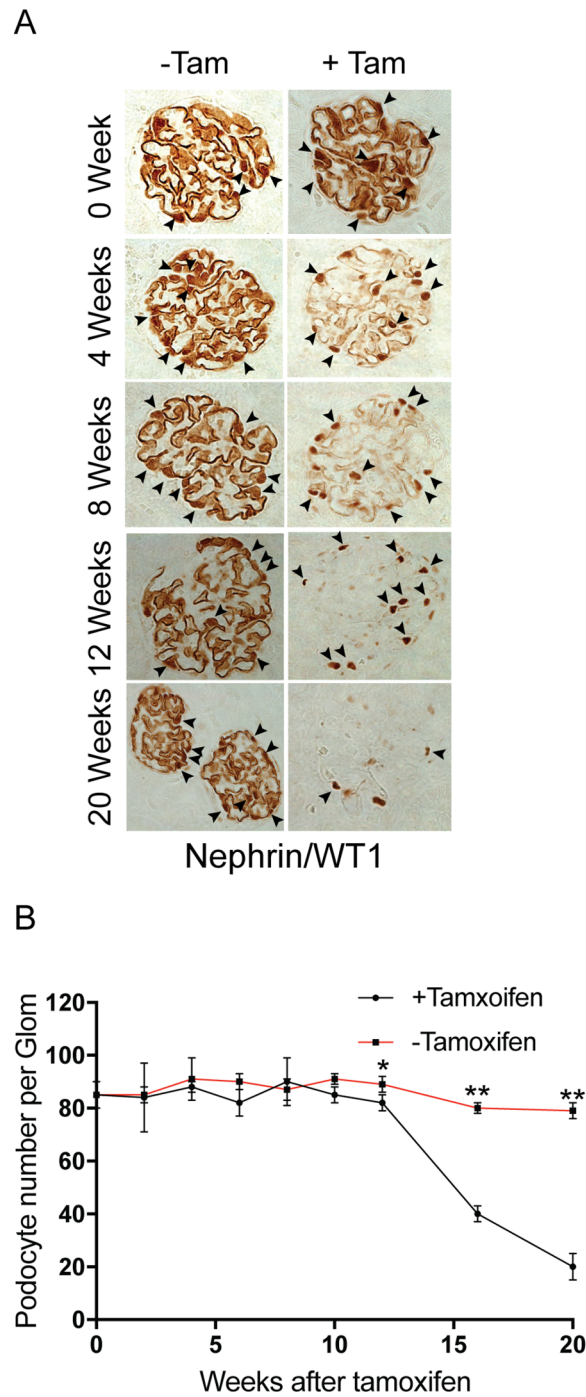 A
-Tam + Tam
0 Week
4 Weeks
8 Weeks
12 Weeks
20 Weeks
Nephrin/WT1
B
+Tamxoifen
-Tamoxifen
Podocyte number per Glom
120
100
80
60
40
20
0
* ** **
0 5 10 15 20
Weeks after tamoxifen